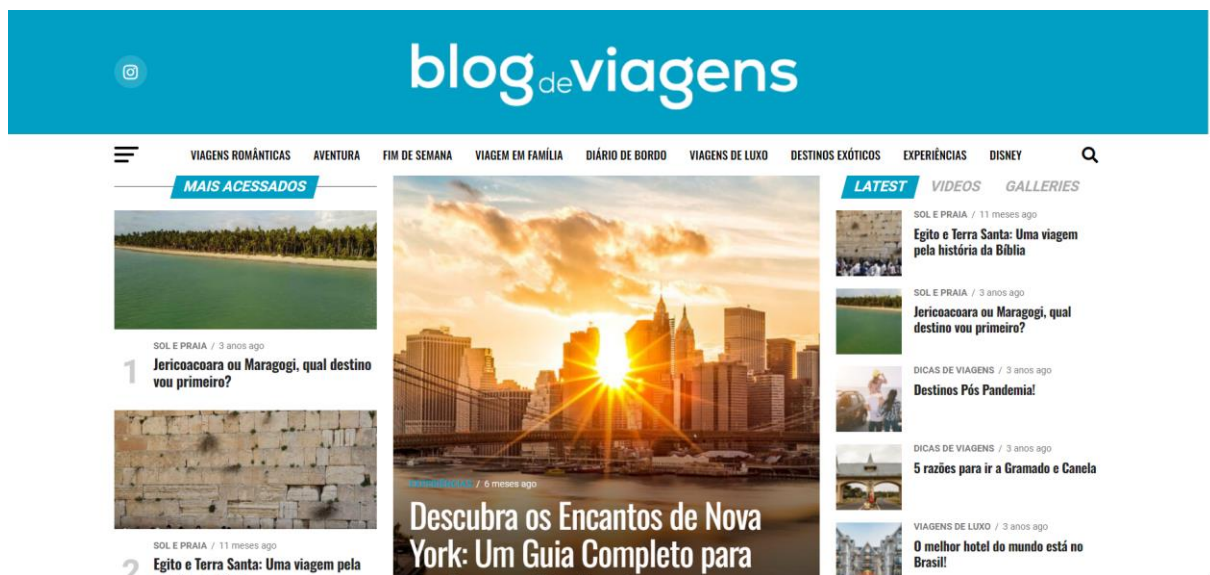 blogdeviagens
VIAGENS ROMÂNTICAS AVENTURA FIM DE SEMANA VIAGEM EM FAMÍLIA DIÁRIO DE BORDO VIAGENS DE LUXO DESTINOS EXÓTICOS EXPERIÊNCIAS DISNEY
MAIS ACESSADOS
SOL E PRAIA / 3 anos ago
1
Jericoacoara ou Maragogi, qual destino
vou primeiro?
SOL E PRAIA / 11 meses ago
2
Egito e Terra Santa: Uma viagem pela
/ 6 meses ago
Descubra os Encantos de Nova
York: Um Guia Completo para
LATEST VIDEOS GALLERIES
SOL E PRAIA / 11 meses ago
Egito e Terra Santa: Uma viagem
pela história da Bíblia
SOL E PRAIA / 3 anos ago
Jericoacoara ou Maragogi, qual
destino vou primeiro?
DICAS DE VIAGENS / 3 anos ago
Destinos Pós Pandemia!
DICAS DE VIAGENS / 3 anos ago
5 razões para ir a Gramado e Canela
VIAGENS DE LUXO / 3 anos ago
O melhor hotel do mundo está no
Brasil!